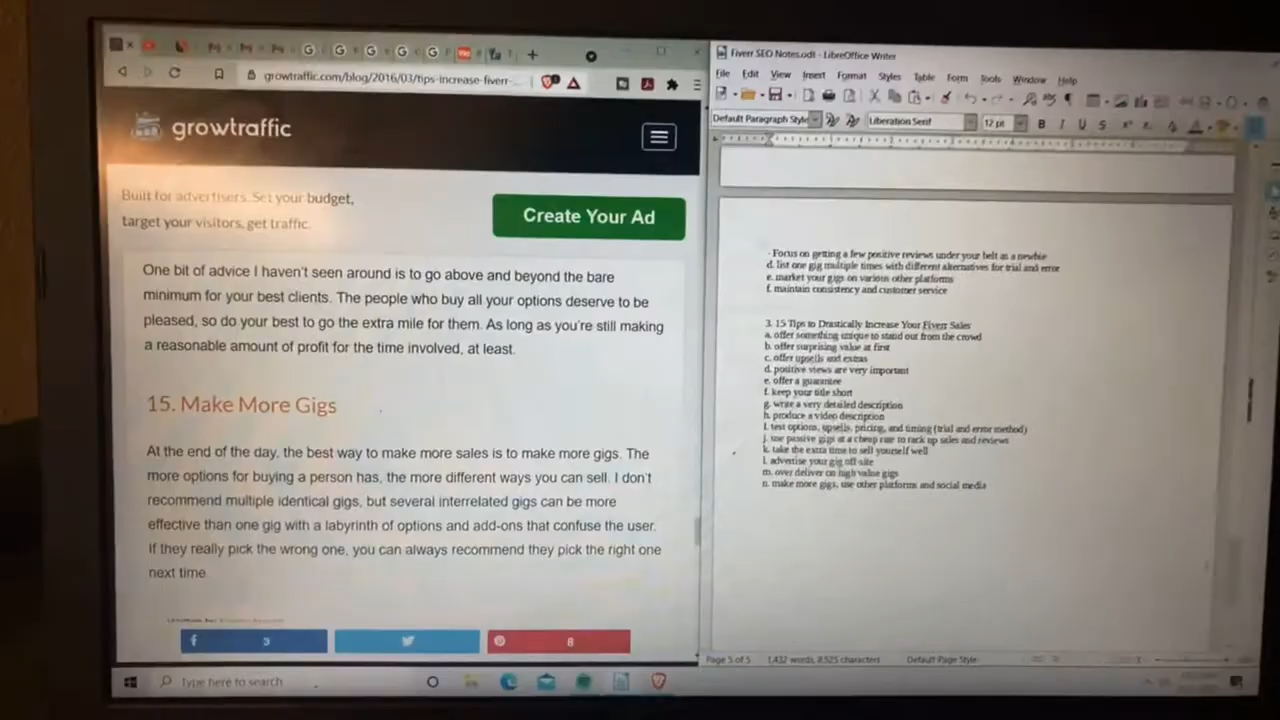 growtraffic.com/blog/2016/03/tips-increase-fiverr-...
growtraffic
Built for advertisers. Set your budget,
target your visitors, get traffic.
Create Your Ad
One bit of advice I haven't seen around is to go above and beyond the bare
minimum for your best clients. The people who buy all your options deserve to be
pleased, so do your best to go the extra mile for them. As long as you're still making
a reasonable amount of profit for the time involved, at least.
15. Make More Gigs
At the end of the day, the best way to make more sales is to make more gigs. The
more options for buying a person has, the more different ways you can sell. I don't
recommend multiple identical gigs, but several interrelated gigs can be more
effective than one gig with a labyrinth of options and add-ons that confuse the user.
If they really pick the wrong one, you can always recommend they pick the right one
next time.
3
8
Type here to search
Fiverr SEO Notes.odt - LibreOffice Writer
File Edit View Insert Format Styles Table Form Tools Window Help
Default Paragraph Style Liberation Serif 12 pt B I U S
- Focus on getting a few positive reviews under your belt as a newbie
d. list one gig multiple times with different alternatives for trial and error
e. market your gigs on various other platforms
f. maintain consistency and customer service
3. 15 Tips to Drastically Increase Your Fiverr Sales
a. offer something unique to stand out from the crowd
b. offer surprising value at first
c. offer upsells and extras
d. positive views are very important
e. offer a guarantee
f. keep your title short
g. write a very detailed description
h. produce a video description
I. test options, upsells, pricing, and timing (trial and error method)
j. use passive gigs at a cheap rate to rack up sales and reviews
k. take the extra time to sell yourself well
l. advertise your gig off-site
m. over deliver on high value gigs
n. make more gigs, use other platforms and social media
Page 5 of 5 1,432 words, 8,525 characters Default Page Style